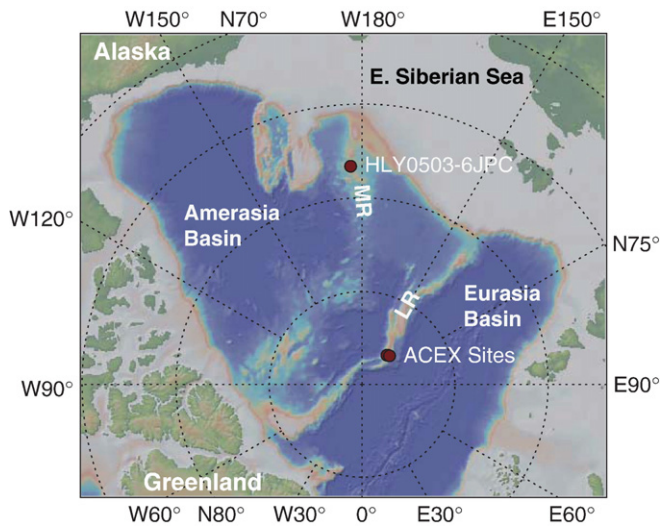 W150° N70° W180° E150°
Alaska
E. Siberian Sea
HLY0503-6JPC
MR
W120°
Amerasia
Basin
N75°
LR
Eurasia
Basin
ACEX Sites
W90°
E90°
Greenland
W60° N80° W30° 0° E30° E60°